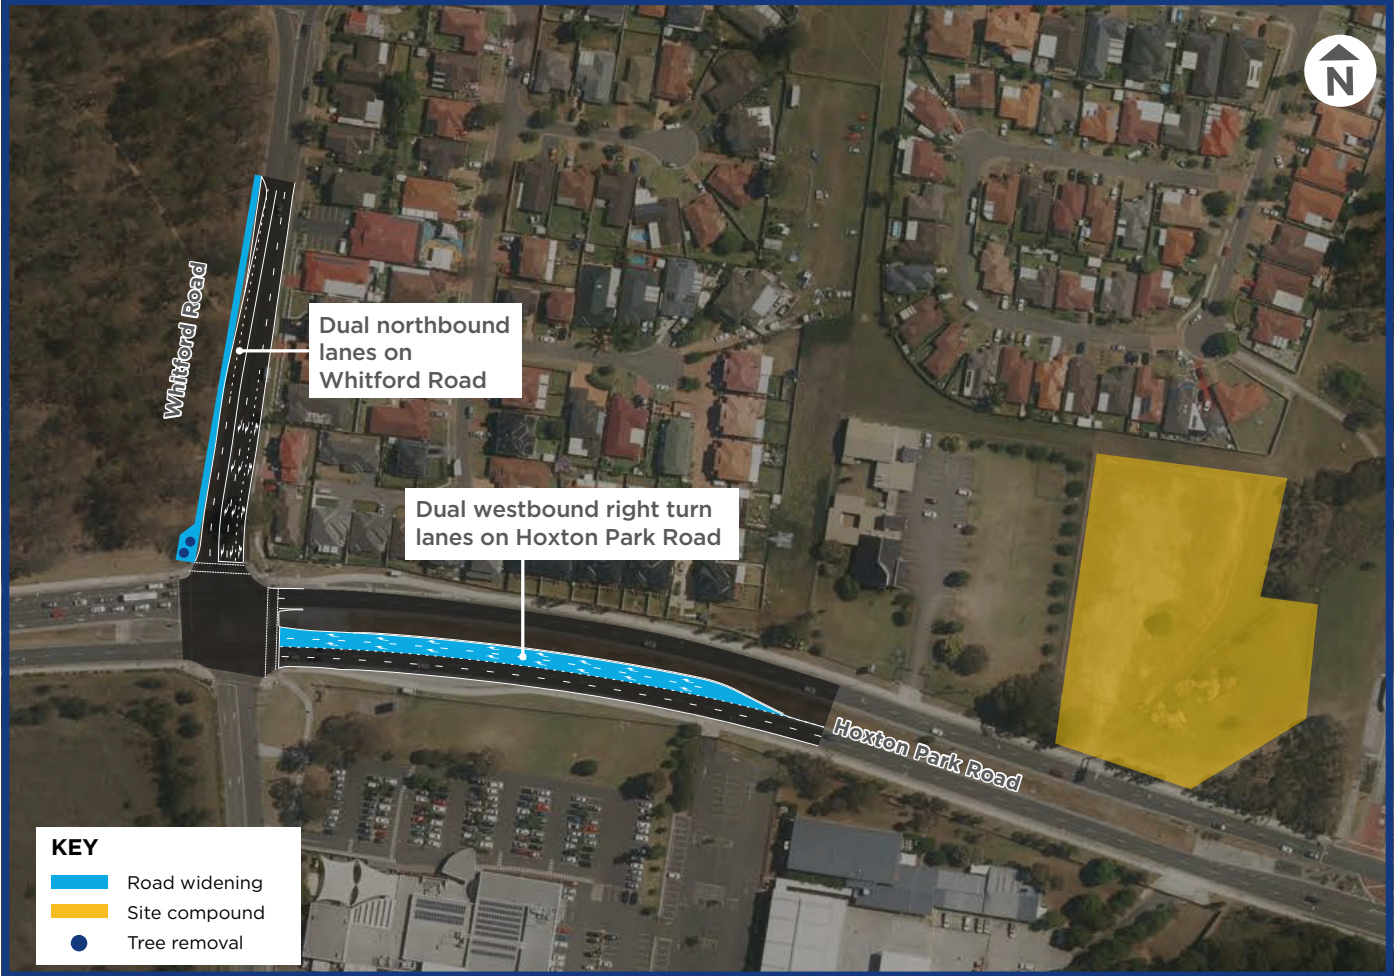 N
Whitford Road
Dual northbound
lanes on
Whitford Road
Dual westbound right turn
lanes on Hoxton Park Road
Hoxton Park Road
KEY
Road widening
Site compound
Tree removal